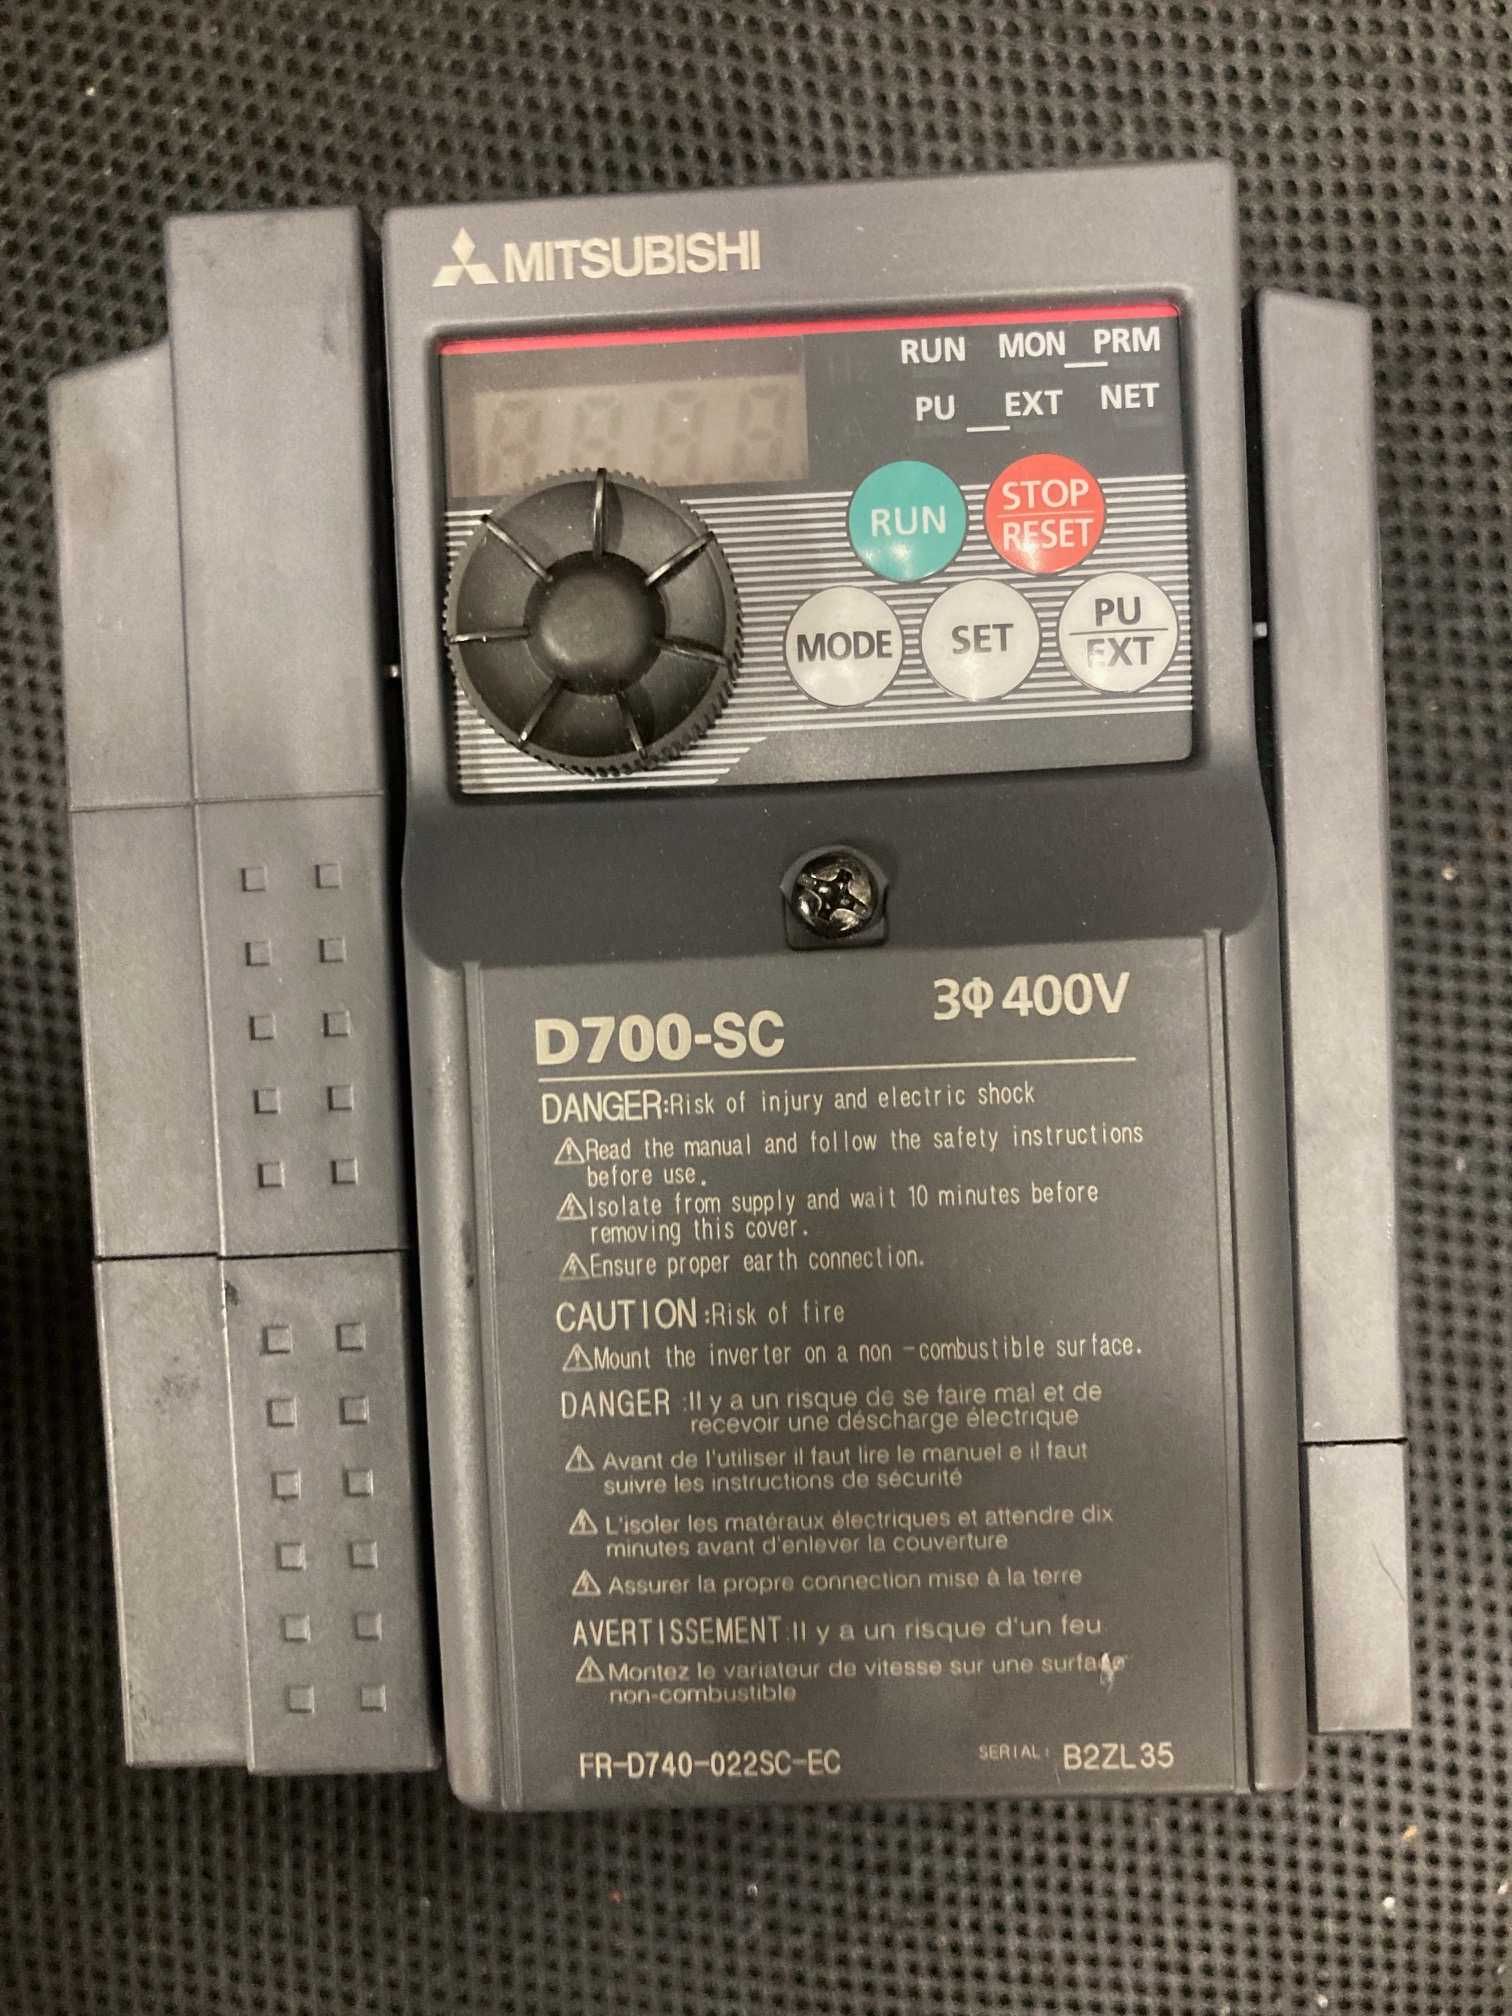 MITSUBISHI
RUN MON PRM
PU EXT NET
RUN
STOP
RESET
MODE
SET
PU
EXT
3Φ400V
D700-SC
DANGER:Risk of injury and electric shock
Read the manual and follow the safety instructions
before use.
Isolate from supply and wait 10 minutes before
removing this cover.
Ensure proper earth connection.
CAUTION:Risk of fire
Mount the inverter on a non-combustible surface.
DANGER:Il y a un risque de se faire mal et de
recevoir une déscharge électrique
Avant de l'utiliser il faut lire le manuel e il faut
suivre les instructions de sécurité
L'isoler les matéraux électriques et attendre dix
minutes avant d'enlever la couverture
Assurer la propre connection mise à la terre
AVERTISSEMENT:Il y a un risque d'un feu
Montez le variateur de vitesse sur une surface
non-combustible
FR-D740-022SC-EC SERIAL: B2ZL35